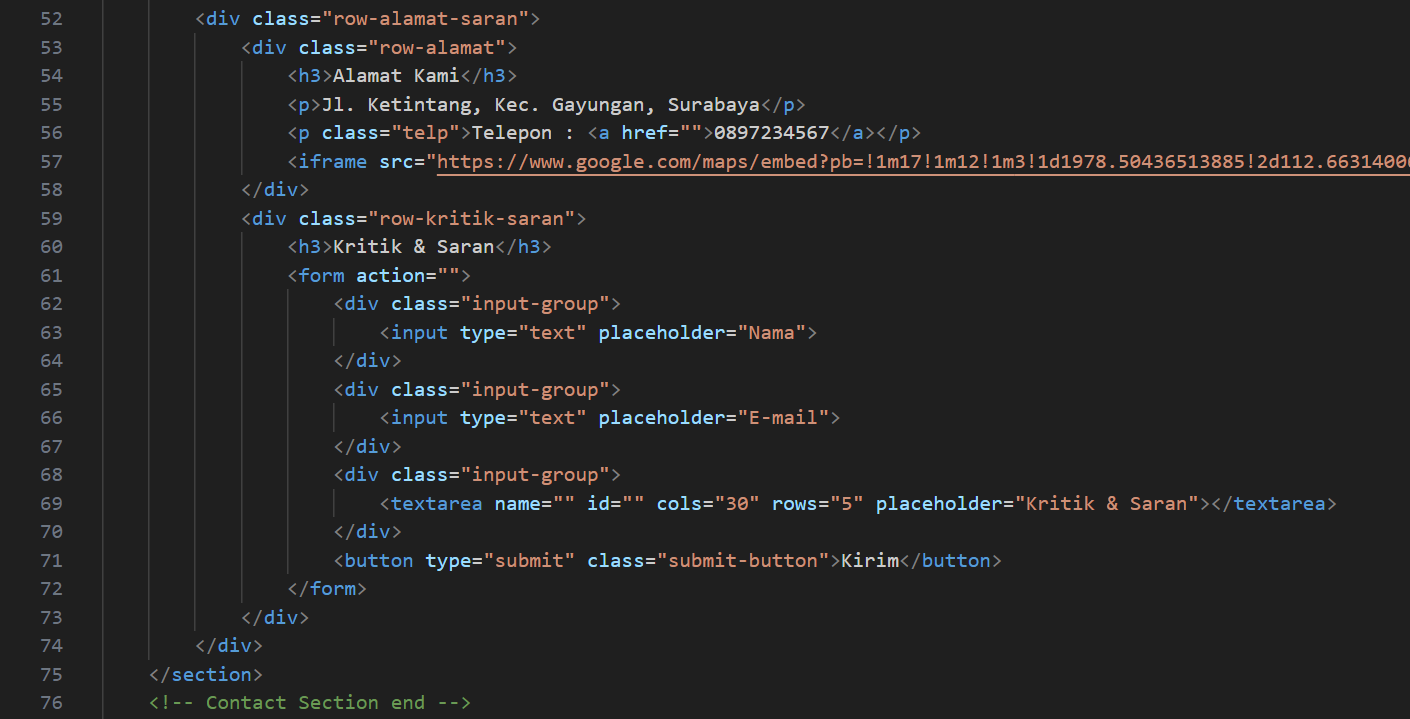 52 <div class="row-alamat-saran">
53 <div class="row-alamat">
54 <h3>Alamat Kami</h3>
55 <p>Jl. Ketintang, Kec. Gayungan, Surabaya</p>
56 <p class="telp">Telepon : <a href="">0897234567</a></p>
57 <iframe src="https://www.google.com/maps/embed?pb=!1m17!1m12!1m3!1d1978.50436513885!2d112.6631400
58 </div>
59 <div class="row-kritik-saran">
60 <h3>Kritik & Saran</h3>
61 <form action="">
62 <div class="input-group">
63 <input type="text" placeholder="Nama">
64 </div>
65 <div class="input-group">
66 <input type="text" placeholder="E-mail">
67 </div>
68 <div class="input-group">
69 <textarea name="" id="" cols="30" rows="5" placeholder="Kritik & Saran"></textarea>
70 </div>
71 <button type="submit" class="submit-button">Kirim</button>
72 </form>
73 </div>
74 </div>
75 </section>
76 <!-- Contact Section end -->